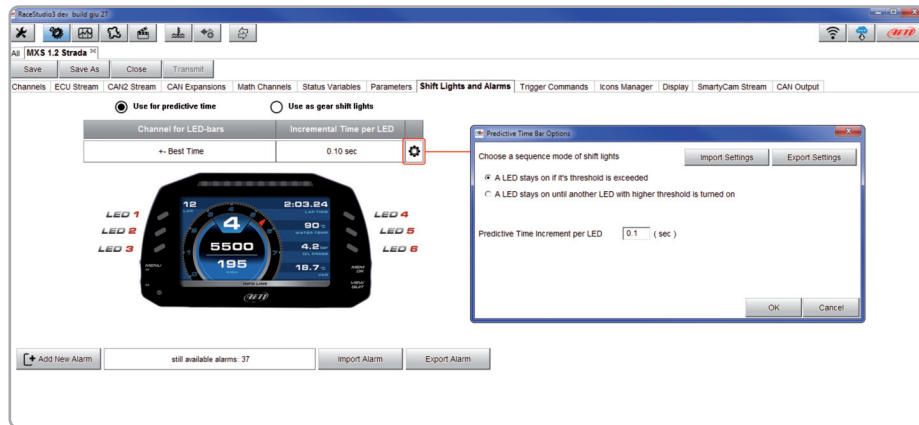 RaceStudio3 dev build giu 27
AiM
All MXS 1.2 Strada
Save Save As Close Transmit
Channels ECU Stream CAN2 Stream CAN Expansions Math Channels Status Variables Parameters Shift Lights and Alarms Trigger Commands Icons Manager Display SmartyCam Stream CAN Output
Use for predictive time Use as gear shift lights
Channel for LED-bars Incremental Time per LED
+- Best Time 0.10 sec
12 2:03.24
LAP LAP TIME
LED 1 LED 4
4 90
LED 2 WATER TEMP LED 5
5500 4.2 bar
LED 3 OIL PRESS LED 6
195 18.7
MENU MEM
OK
VIEW
QUIT
INFO LINE
AiM
Predictive Time Bar Options
Choose a sequence mode of shift lights Import Settings Export Settings
A LED stays on if it's threshold is exceeded
A LED stays on until another LED with higher threshold is turned on
Predictive Time Increment per LED 0.1 ( sec )
OK Cancel
Add New Alarm still available alarms: 37 Import Alarm Export Alarm